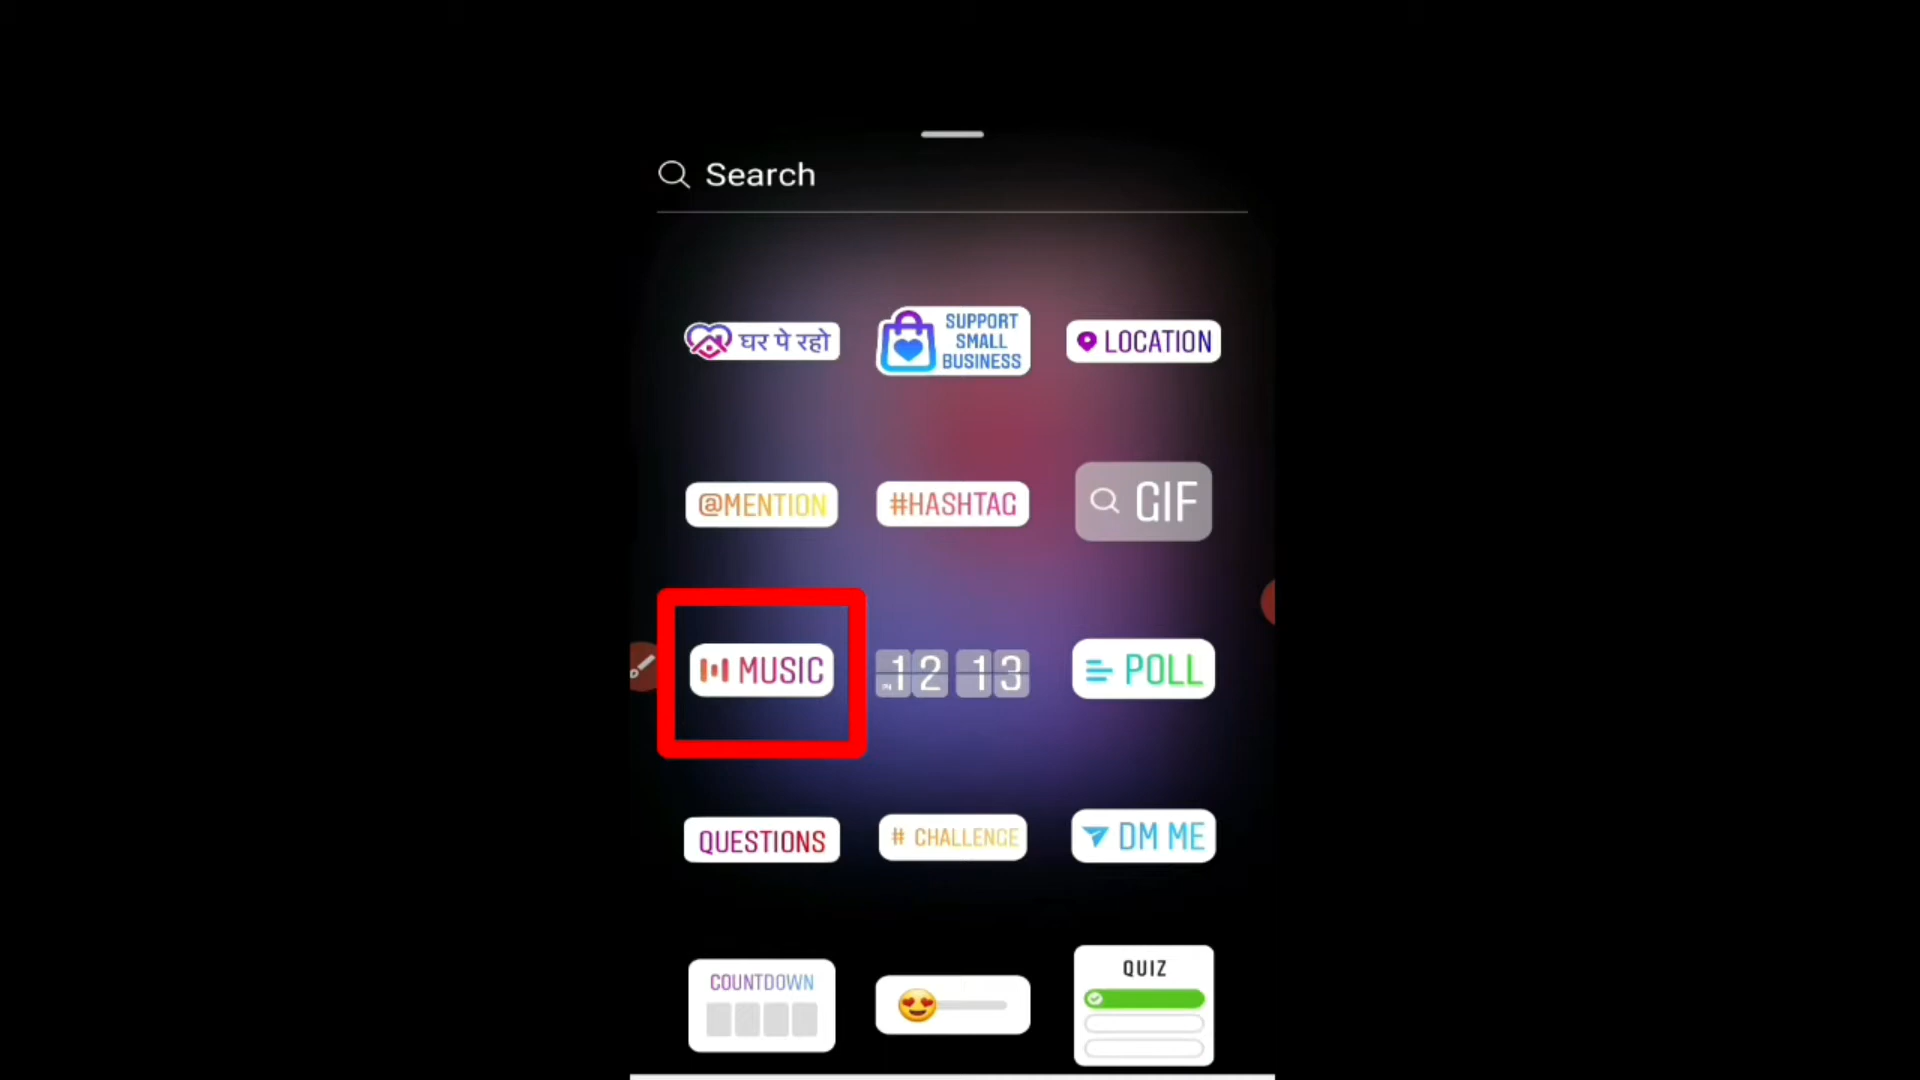 Search
घर पे रहो
SUPPORT
SMALL
BUSINESS
LOCATION
@MENTION
#HASHTAG
GIF
MUSIC
12 13
POLL
QUESTIONS
# CHALLENGE
DM ME
COUNTDOWN
QUIZ